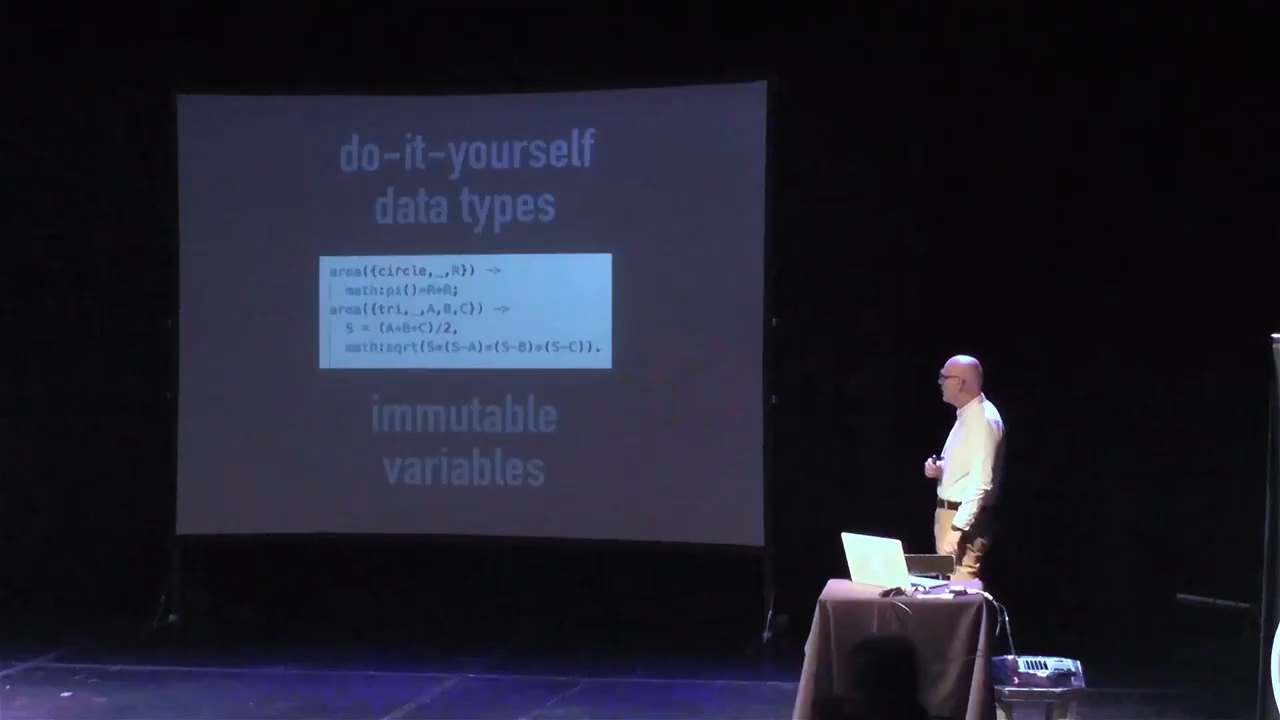 do-it-yourself
data types
area({circle,_,R}) ->
math:pi()*R*R;
area({tri,_,A,B,C}) ->
S = (A+B+C)/2,
math:sqrt(S*(S-A)*(S-B)*(S-C)).
immutable
variables